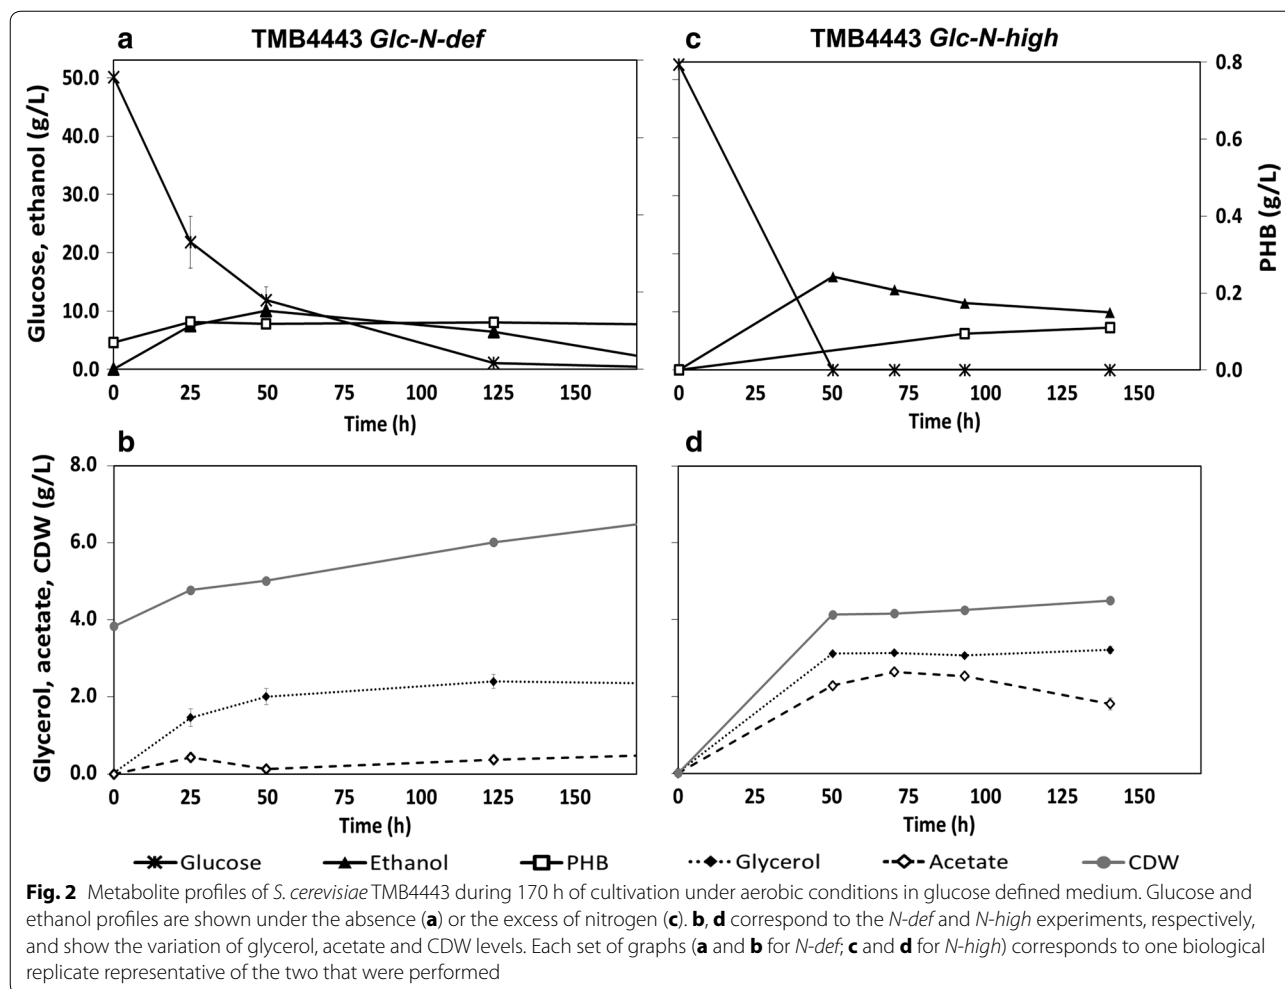 a
TMB4443 Glc-N-def
c
TMB4443 Glc-N-high
Glucose, ethanol (g/L)
50.0
40.0
30.0
20.0
10.0
0.0
0 25 50 75 100 125 150
Time (h)
0.8
0.6
0.4
0.2
0.0
PHB (g/L)
0 25 50 75 100 125 150
Time (h)
b
Glycerol, acetate, CDW (g/L)
8.0
6.0
4.0
2.0
0.0
0 25 50 75 100 125 150
Time (h)
d
0 25 50 75 100 125 150
Time (h)
Glucose Ethanol PHB Glycerol Acetate CDW
Fig. 2 Metabolite profiles of S. cerevisiae TMB4443 during 170 h of cultivation under aerobic conditions in glucose defined medium. Glucose and
ethanol profiles are shown under the absence (a) or the excess of nitrogen (c). b, d correspond to the N-def and N-high experiments, respectively,
and show the variation of glycerol, acetate and CDW levels. Each set of graphs (a and b for N-def; c and d for N-high) corresponds to one biological
replicate representative of the two that were performed